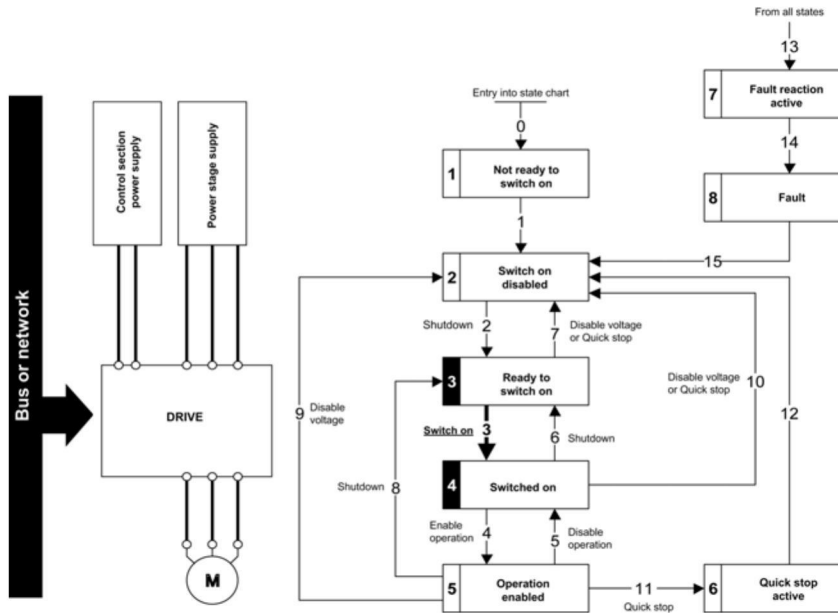 From all states
13
7
Fault reaction
active
14
8
Fault
15
Entry into state chart
0
1
Not ready to
switch on
1
2
Switch on
disabled
Shutdown
2
7
Disable voltage
or Quick stop
3
Ready to
switch on
Switch on
3
6
Shutdown
4
Switched on
Enable
operation
4
5
Disable
operation
5
Operation
enabled
11
Quick stop
6
Quick stop
active
Shutdown
8
9
Disable
voltage
Disable voltage
or Quick stop
10
12
Bus or network
Control section
power supply
Power stage
supply
DRIVE
M